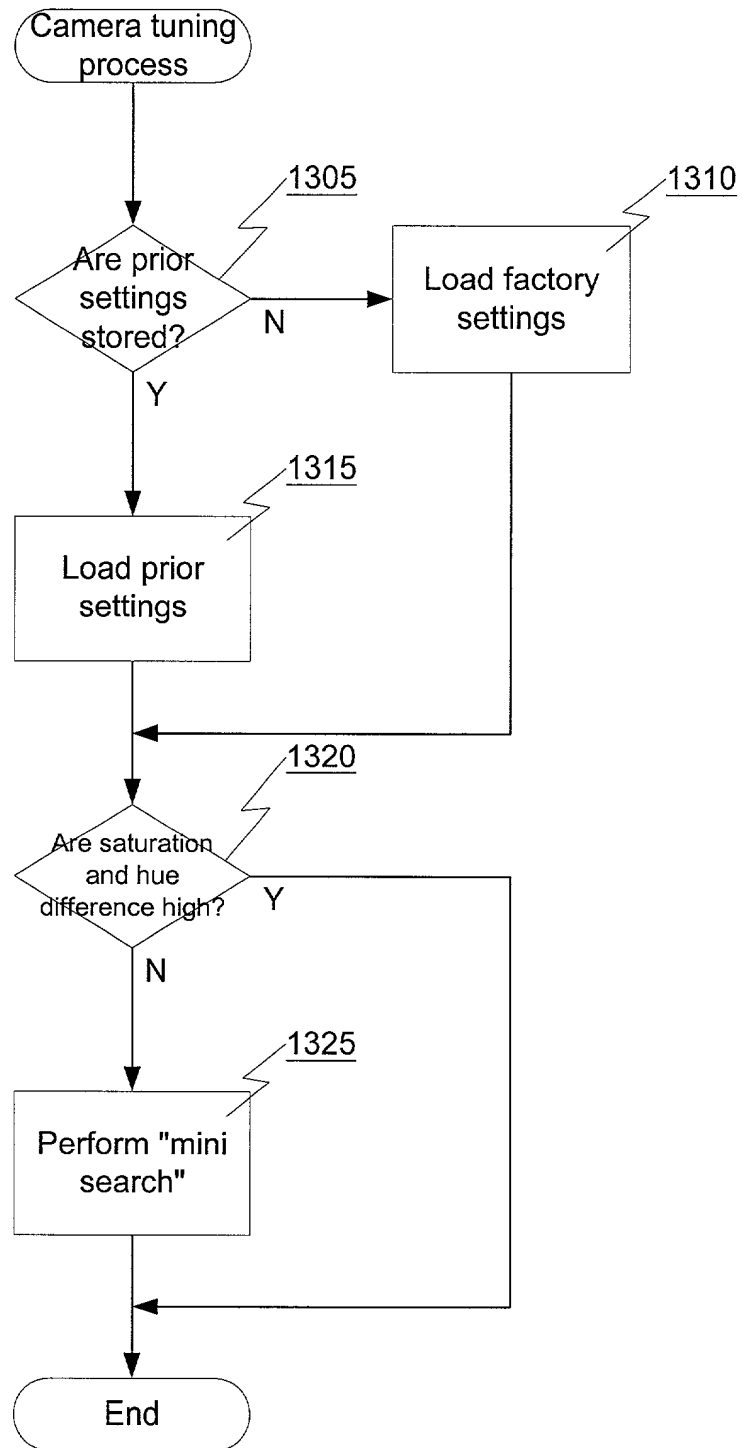 Camera tuning
process
1305
1310
Are prior
settings
stored?
N
Load factory
settings
Y
1315
Load prior
settings
1320
Are saturation
and hue
difference high?
Y
N
1325
Perform "mini
search"
End